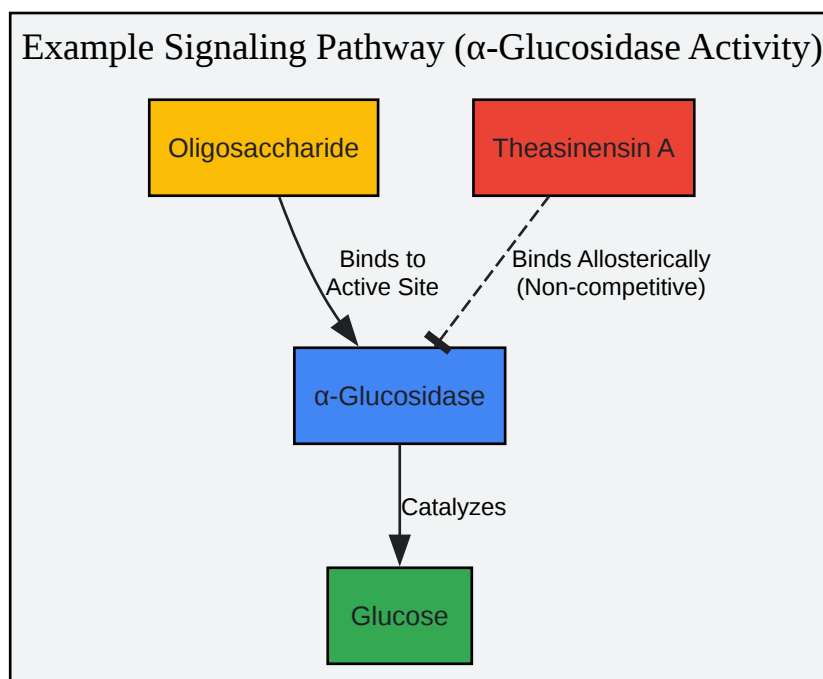 Example Signaling Pathway (α-Glucosidase Activity)
Oligosaccharide
Theasinensin A
Binds to
Active Site
Binds Allosterically
(Non-competitive)
α-Glucosidase
Catalyzes
Glucose